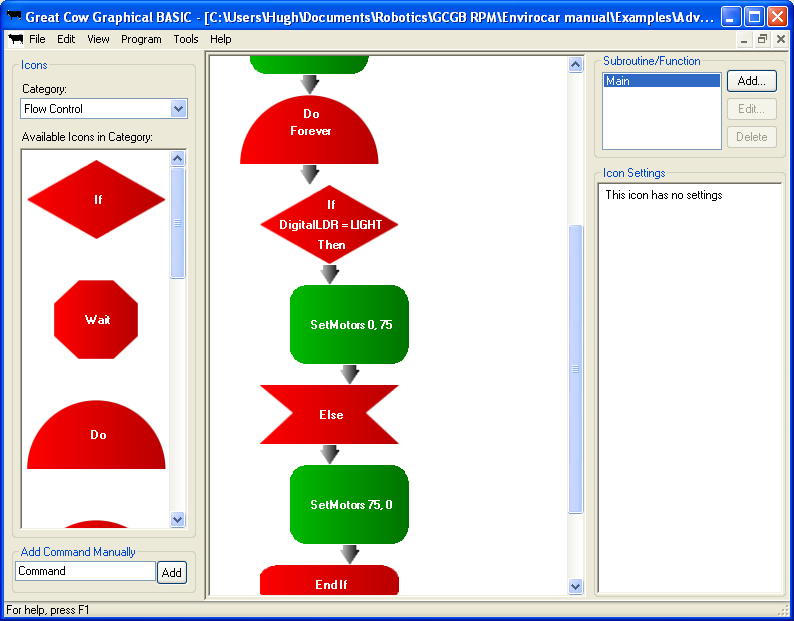 Great Cow Graphical BASIC - [C:\Users\Hugh\Documents\Robotics\GCGB RPM\Envirocar manual\Examples\Adv...
File Edit View Program Tools Help
Icons
Category:
Flow Control
Available Icons in Category:
If
Wait
Do
Add Command Manually
Command
Add
Do
Forever
If
DigitalLDR = LIGHT
Then
SetMotors 0, 75
Else
SetMotors 75, 0
End If
Subroutine/Function
Main
Add...
Edit...
Delete
Icon Settings
This icon has no settings
For help, press F1